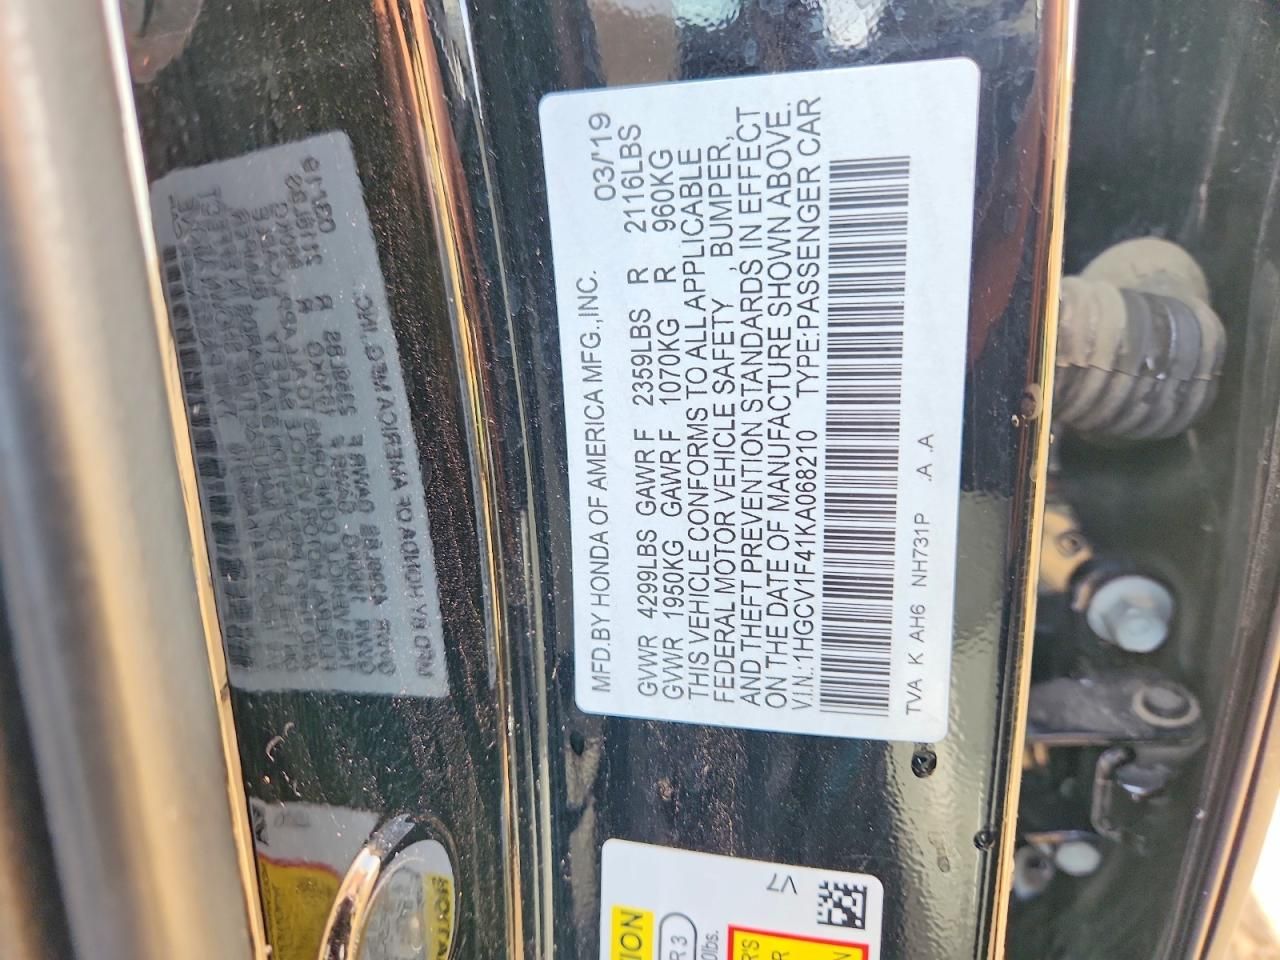 MFD.BY HONDA OF AMERICA MFG.,INC. 03/'19
GVWR 4299LBS GAWR F 2359LBS R 2116LBS
GVWR 1950KG GAWR F 1070KG R 960KG
THIS VEHICLE CONFORMS TO ALL APPLICABLE
FEDERAL MOTOR VEHICLE SAFETY, BUMPER,
AND THEFT PREVENTION STANDARDS IN EFFECT
ON THE DATE OF MANUFACTURE SHOWN ABOVE.
V.I.N.:1HGCV1F41KA068210 TYPE:PASSENGER CAR
TVA K AH6 NH731P .A .A